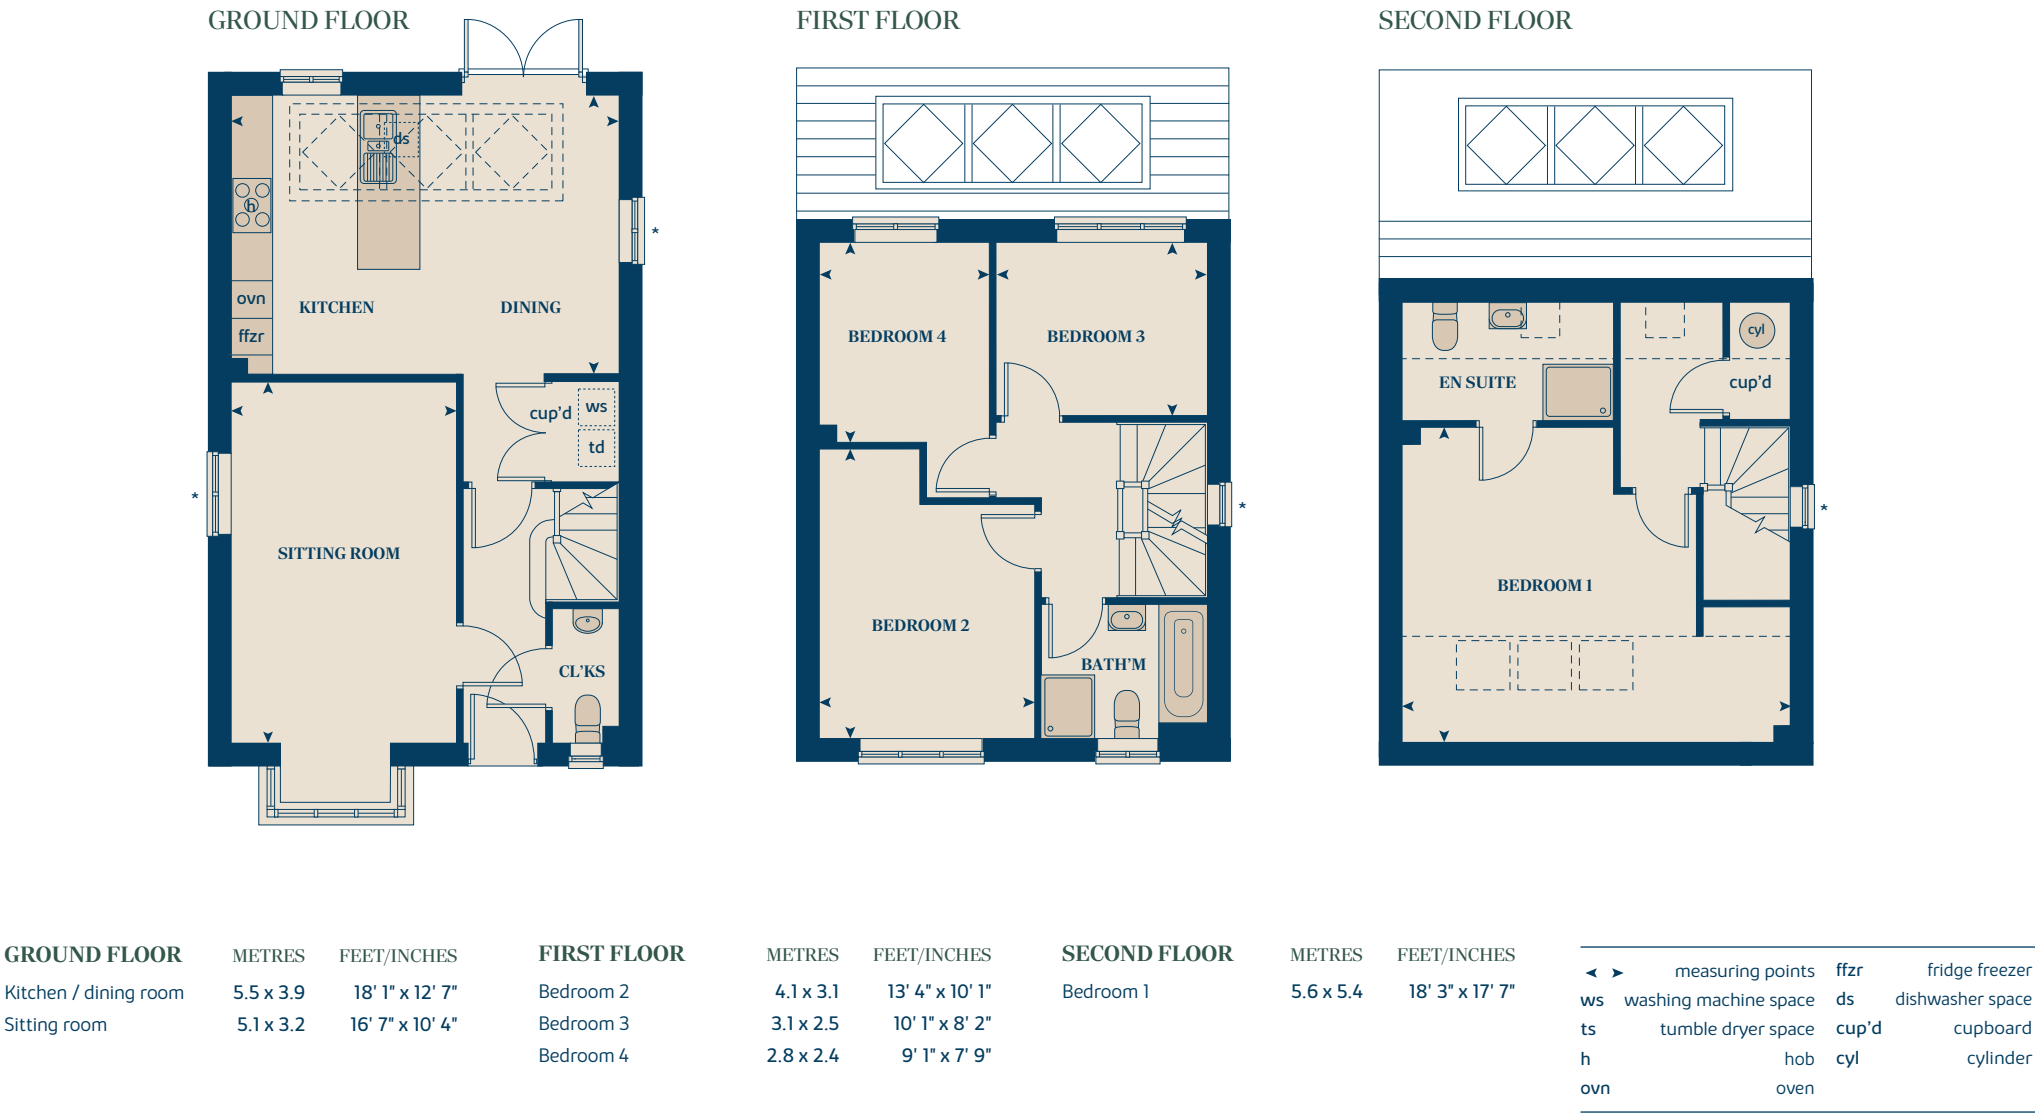 GROUND FLOOR
FIRST FLOOR
SECOND FLOOR
ds
h
*
ovn
KITCHEN
DINING
ffzr
cup'd
ws
td
*
SITTING ROOM
CL'KS
BEDROOM 4
BEDROOM 3
*
BEDROOM 2
BATH'M
cyl
EN SUITE
cup'd
*
BEDROOM 1
GROUND FLOOR METRES FEET/INCHES
Kitchen / dining room 5.5 x 3.9 18' 1" x 12' 7"
Sitting room 5.1 x 3.2 16' 7" x 10' 4"
FIRST FLOOR METRES FEET/INCHES
Bedroom 2 4.1 x 3.1 13' 4" x 10' 1"
Bedroom 3 3.1 x 2.5 10' 1" x 8' 2"
Bedroom 4 2.8 x 2.4 9' 1" x 7' 9"
SECOND FLOOR METRES FEET/INCHES
Bedroom 1 5.6 x 5.4 18' 3" x 17' 7"
measuring points
ws washing machine space
ts tumble dryer space
h hob
ovn oven
ffzr fridge freezer
ds dishwasher space
cup'd cupboard
cyl cylinder